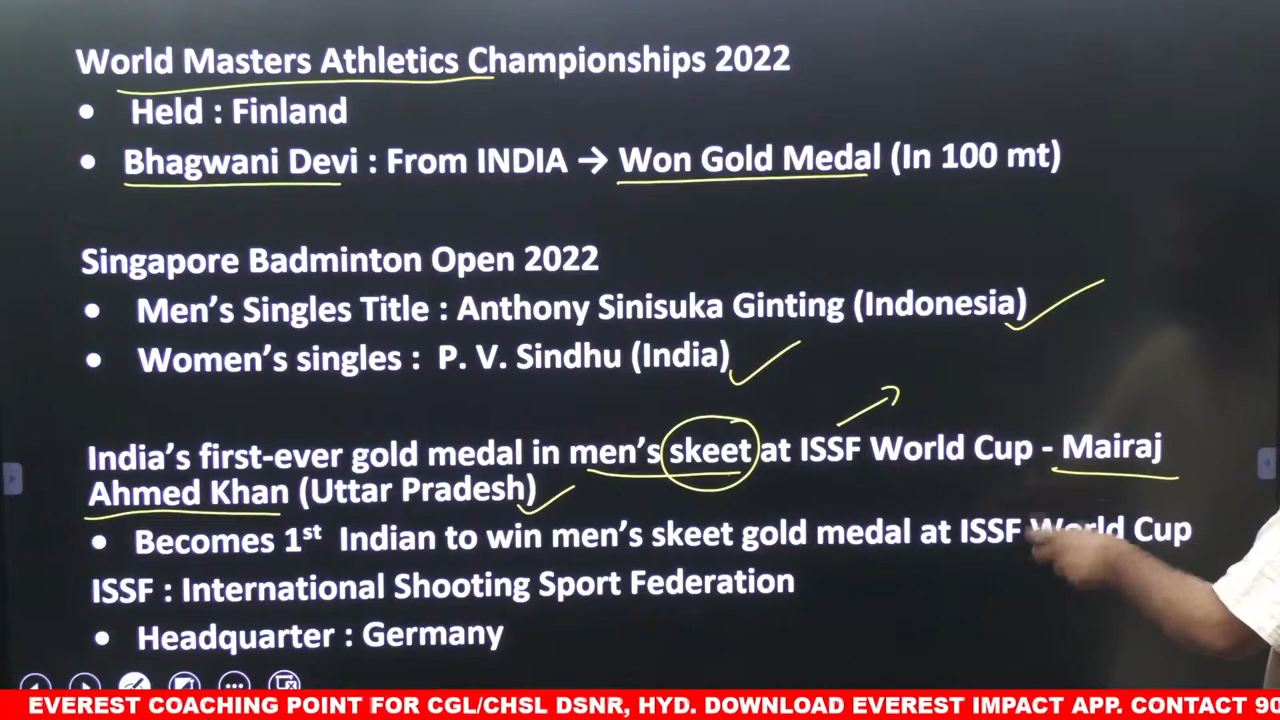 World Masters Athletics Championships 2022
• Held : Finland
• Bhagwani Devi : From INDIA → Won Gold Medal (In 100 mt)
Singapore Badminton Open 2022
• Men's Singles Title : Anthony Sinisuka Ginting (Indonesia)
• Women's singles : P. V. Sindhu (India)
India's first-ever gold medal in men's skeet at ISSF World Cup - Mairaj
Ahmed Khan (Uttar Pradesh)
• Becomes 1st Indian to win men's skeet gold medal at ISSF World Cup
ISSF : International Shooting Sport Federation
• Headquarter : Germany
EVEREST COACHING POINT FOR CGL/CHSL DSNR, HYD. DOWNLOAD EVEREST IMPACT APP. CONTACT 90